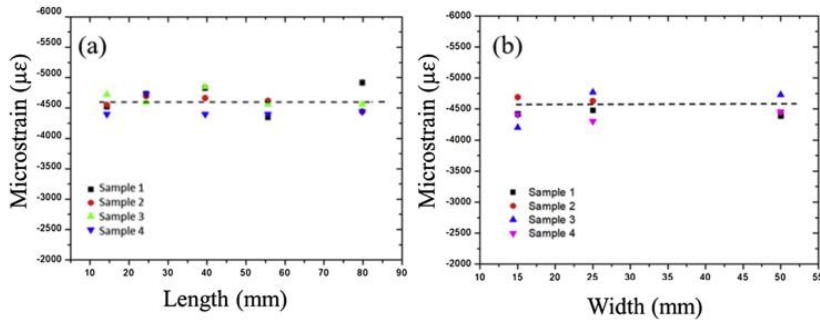 (a)
Microstrain (µε)
-6000
-5500
-5000
-4500
-4000
-3500
-3000
-2500
-2000
Sample 1
Sample 2
Sample 3
Sample 4
10 20 30 40 50 60 70 80 90
Length (mm)
(b)
Microstrain (µε)
-6000
-5500
-5000
-4500
-4000
-3500
-3000
-2500
-2000
Sample 1
Sample 2
Sample 3
Sample 4
10 15 20 25 30 35 40 45 50 55
Width (mm)